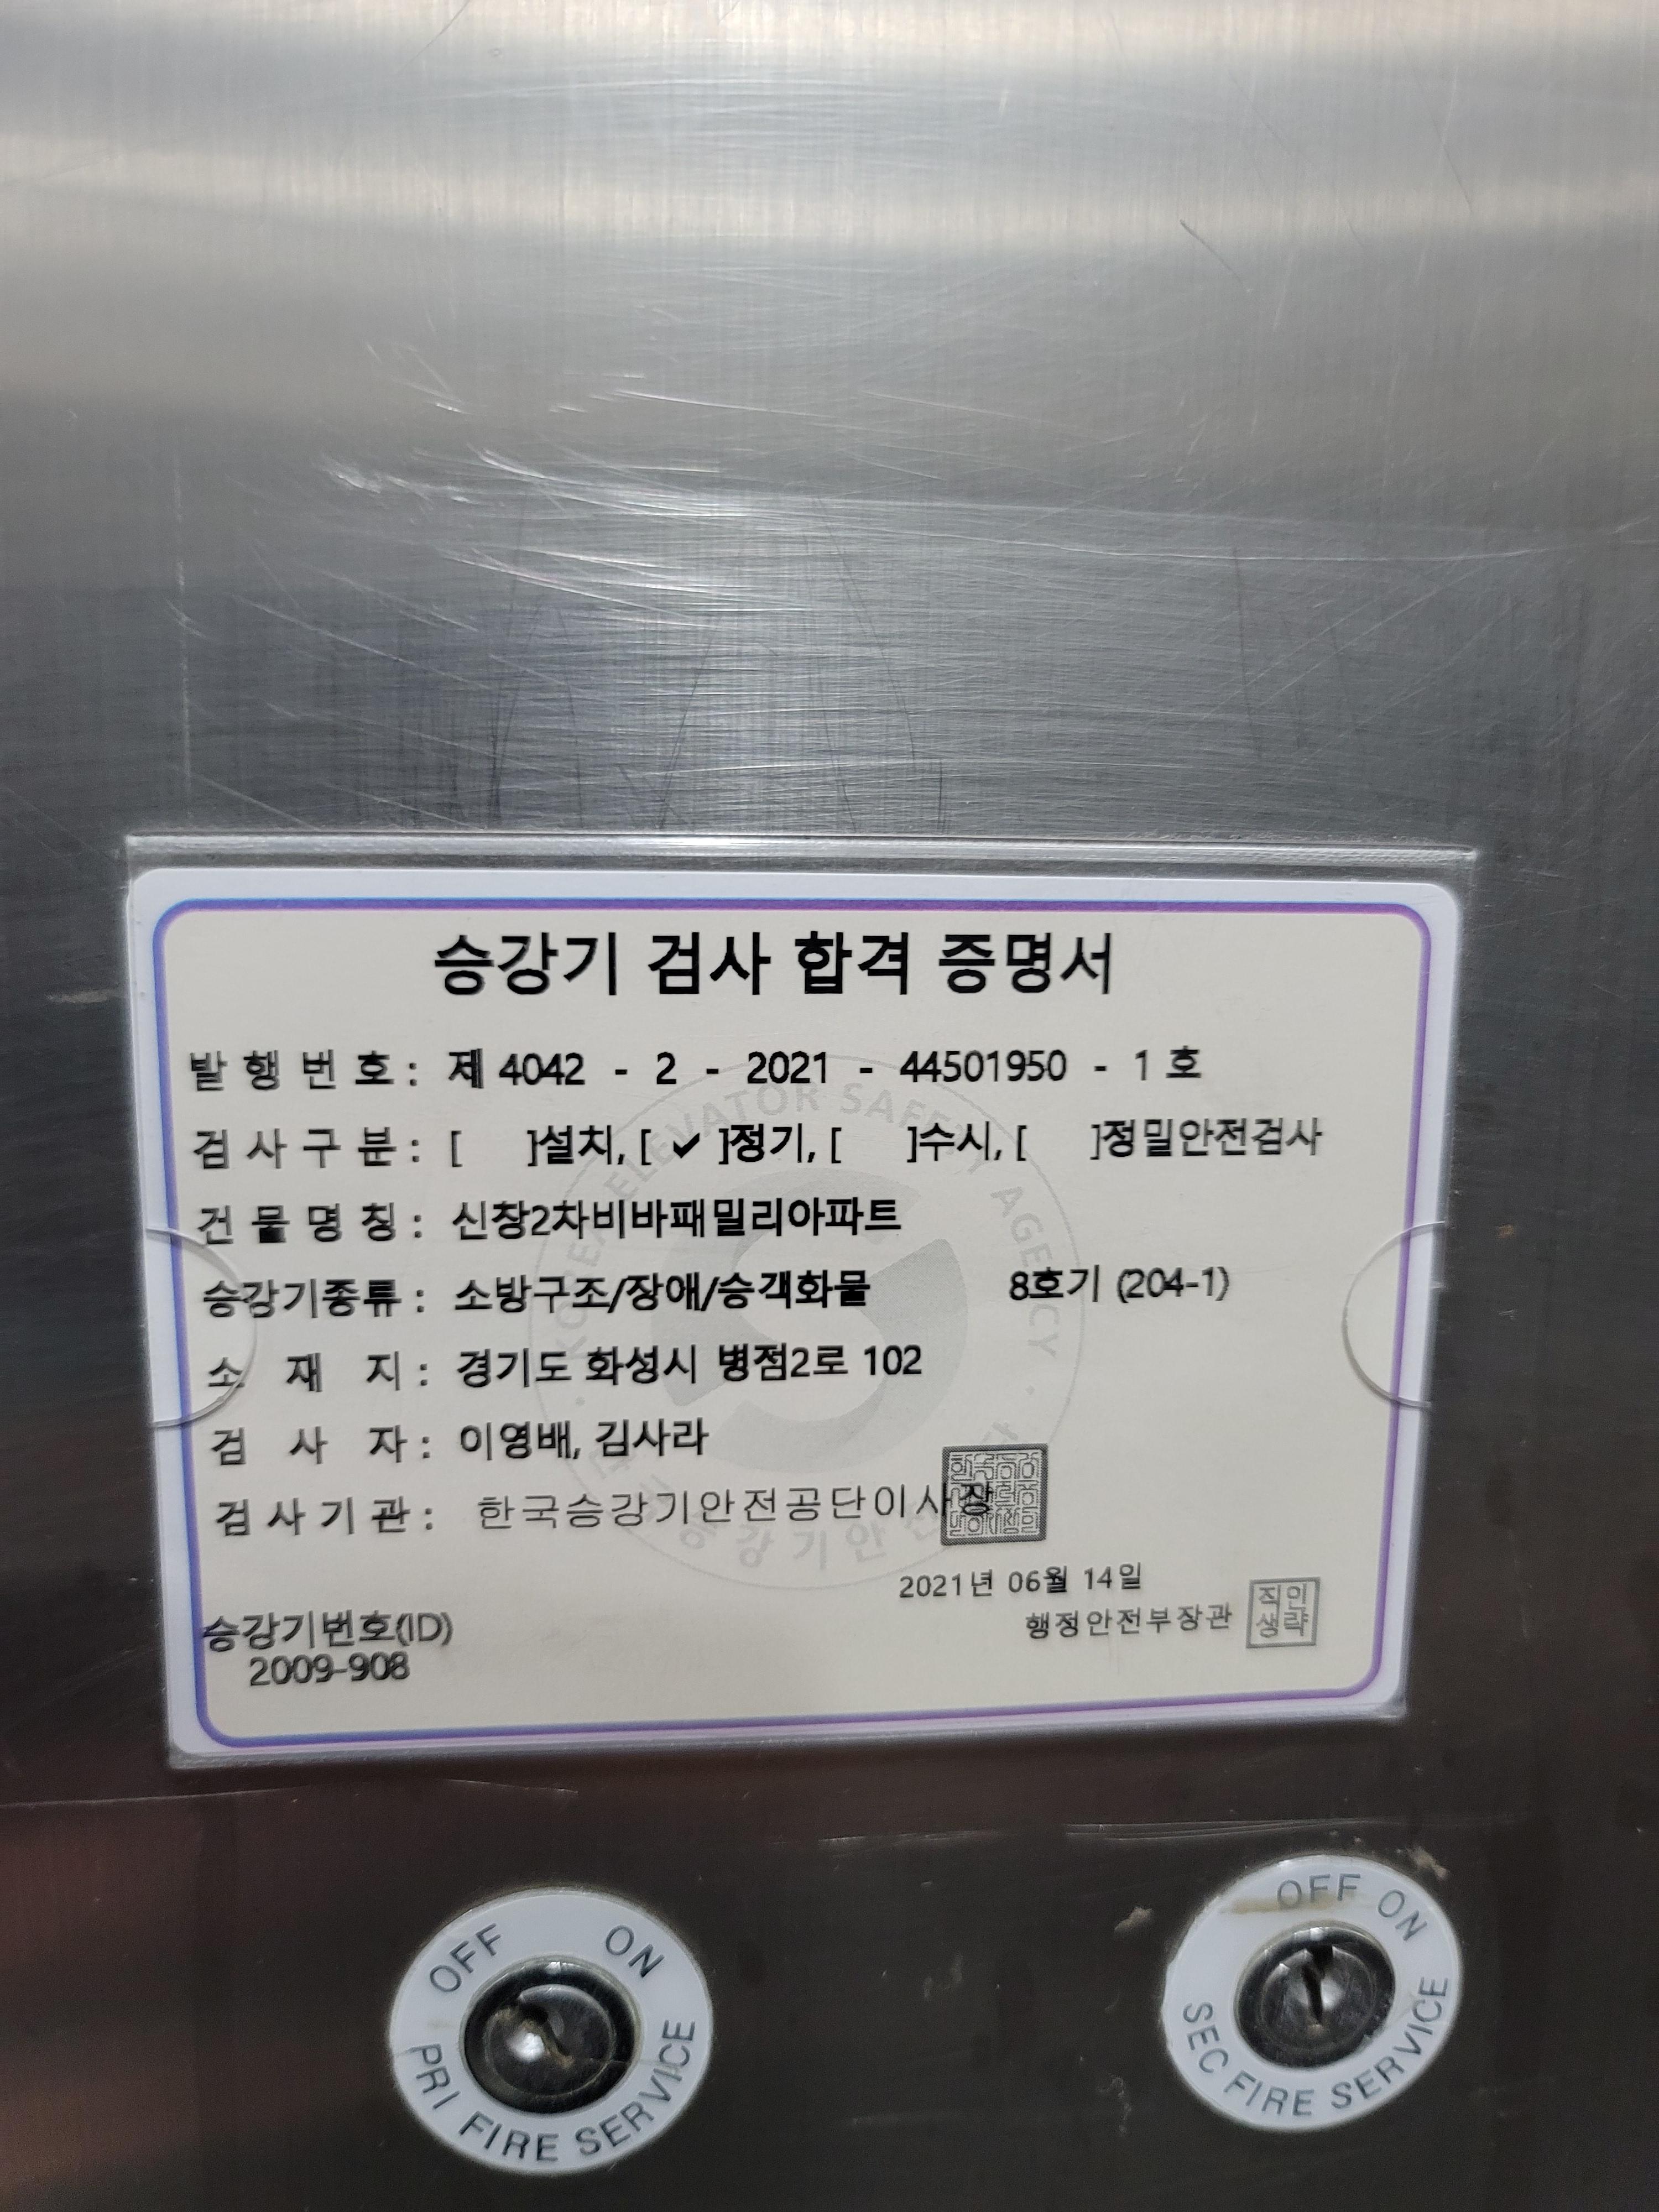 승강기 검사 합격 증명서
발행번호: 제 4042 - 2 - 2021 - 44501950 - 1 호
검사구분: [ ]설치, [ ✔ ]정기, [ ]수시, [ ]정밀안전검사
건물명칭: 신창2차비바패밀리아파트
승강기종류: 소방구조/장애/승객화물 8호기 (204-1)
소재지: 경기도 화성시 병점2로 102
검사자: 이영배, 김사라
검사기관: 한국승강기안전공단이사장
2021년 06월 14일
행정안전부장관
직인
생략
승강기번호(ID)
2009-908
KOREA ELEVATOR SAFETY AGENCY
OFF ON
PRI FIRE SERVICE
OFF ON
SEC FIRE SERVICE